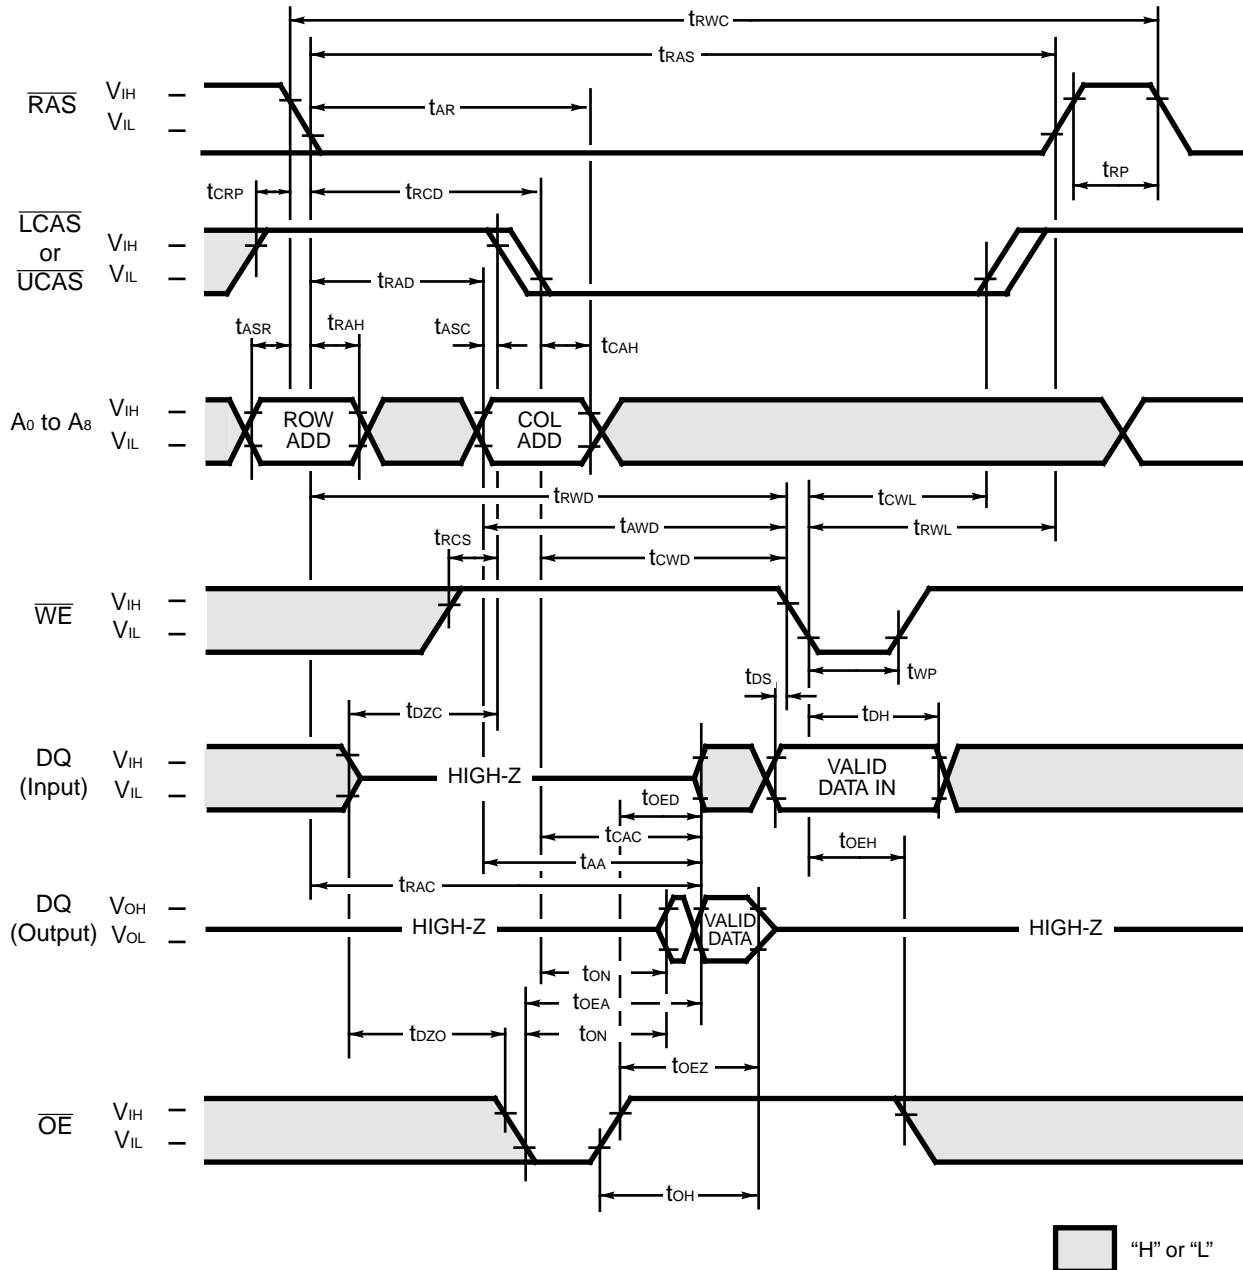 tRWC
tRAS
RAS
VIH
VIL
tAR
tRP
tCRP
tRCD
LCAS
or
UCAS
VIH
VIL
tRAD
tASR
tRAH
tASC
tCAH
A0 to A8
VIH
VIL
ROW
ADD
COL
ADD
tRWD
tCWL
tAWD
tRWL
tRCS
tCWD
WE
VIH
VIL
tWP
tDS
tDZC
tDH
DQ
(Input)
VIH
VIL
HIGH-Z
VALID
DATA IN
tOED
tCAC
tOEH
tAA
tRAC
DQ
(Output)
VOH
VOL
HIGH-Z
VALID
DATA
HIGH-Z
tON
tOEA
tDZO
tON
tOEZ
OE
VIH
VIL
tOH
“H” or “L”